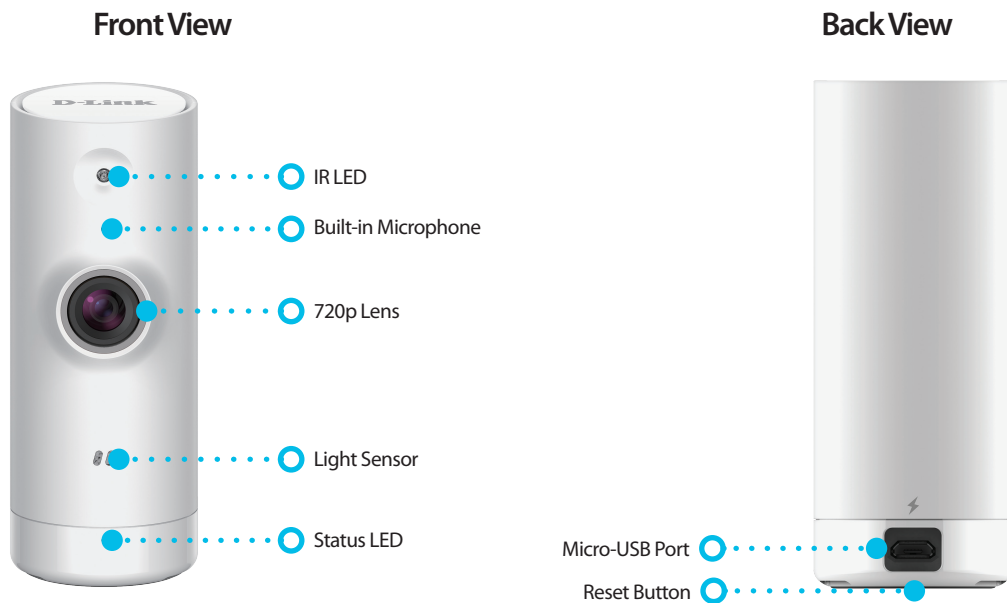 Front View
Back View
D-Link
IR LED
Built-in Microphone
720p Lens
Light Sensor
Status LED
Micro-USB Port
Reset Button